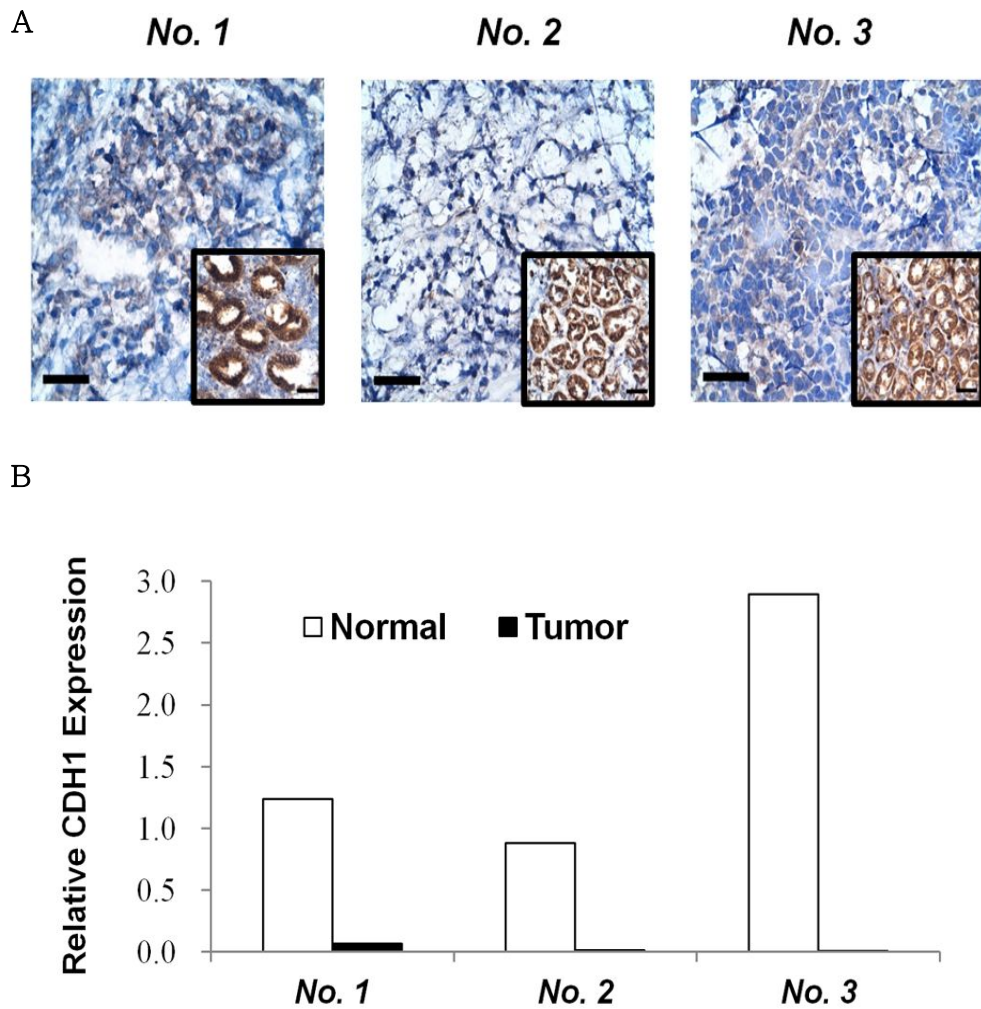 A
No. 1 No. 2 No. 3
B
Relative CDH1 Expression
3.0
2.5
2.0
1.5
1.0
0.5
0.0
Normal Tumor
No. 1 No. 2 No. 3